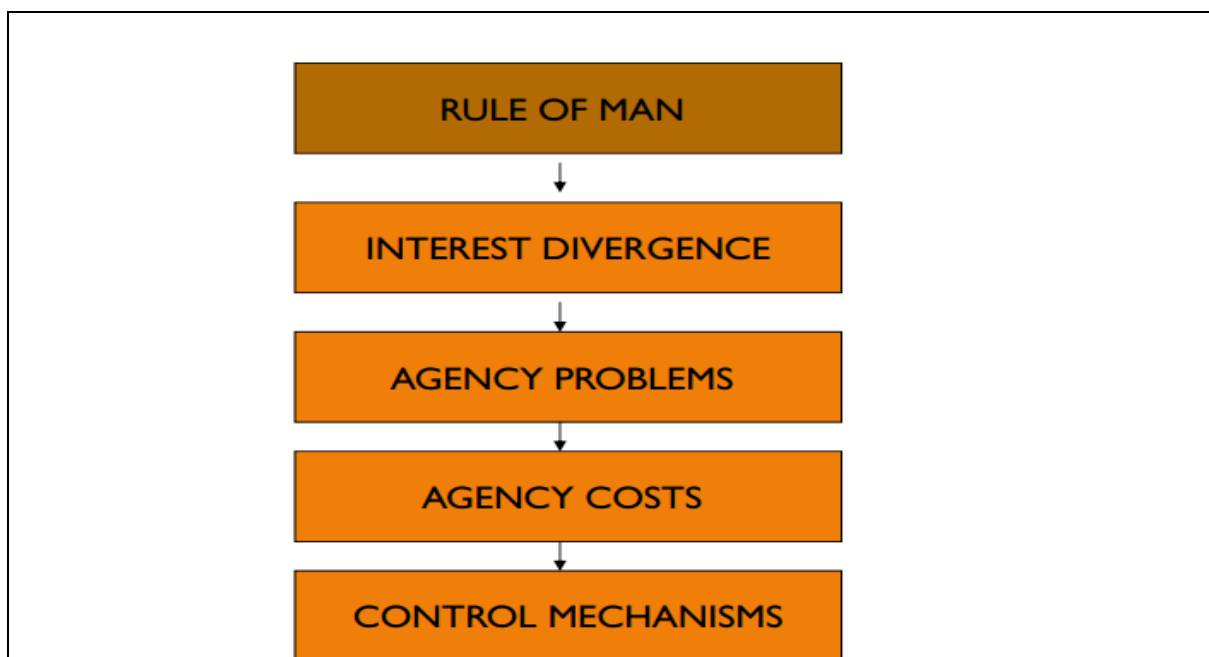 RULE OF MAN
INTEREST DIVERGENCE
AGENCY PROBLEMS
AGENCY COSTS
CONTROL MECHANISMS